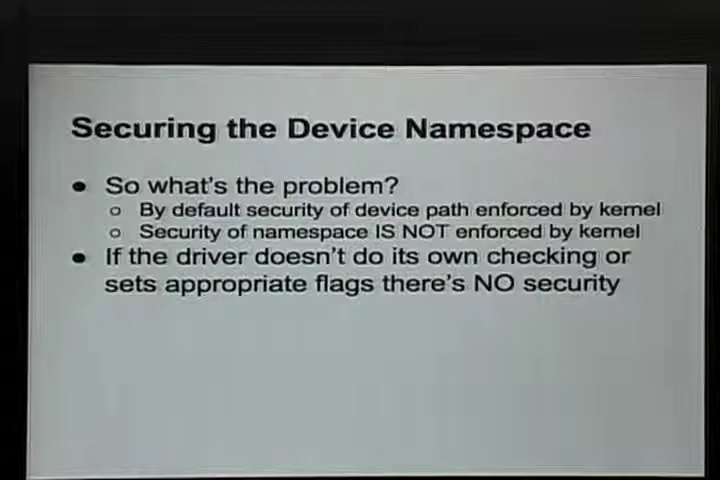 Securing the Device Namespace
● So what's the problem?
○ By default security of device path enforced by kernel
○ Security of namespace IS NOT enforced by kernel
● If the driver doesn't do its own checking or
sets appropriate flags there's NO security